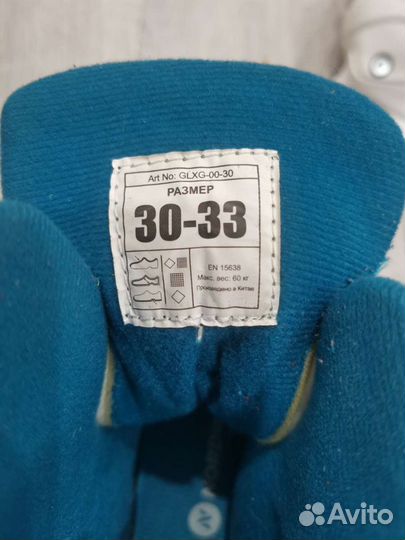 Art No: GLXG-00-30
РАЗМЕР
30-33
EN 15638
Макс. вес: 60 кг
Произведено в Китае
Avito